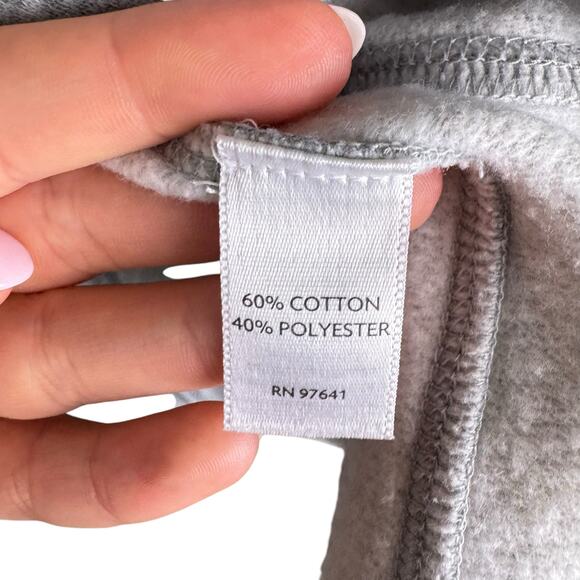 60% COTTON
40% POLYESTER
RN 97641